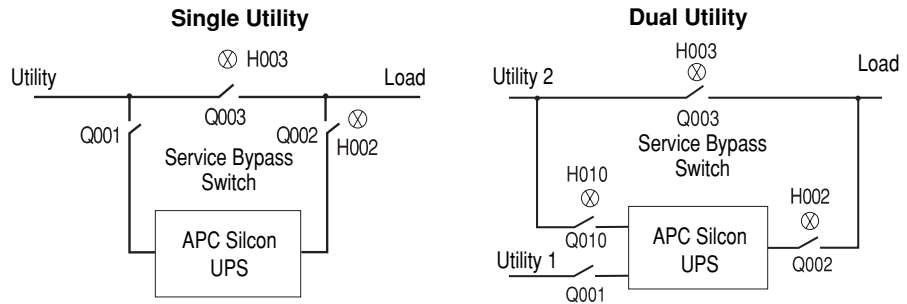 Single Utility
H003
Utility
Load
Q003
Q001
Q002
H002
Service Bypass
Switch
APC Silcon
UPS
Dual Utility
H003
Utility 2
Load
Q003
Service Bypass
Switch
H010
H002
Q010
APC Silcon
UPS
Q002
Utility 1
Q001